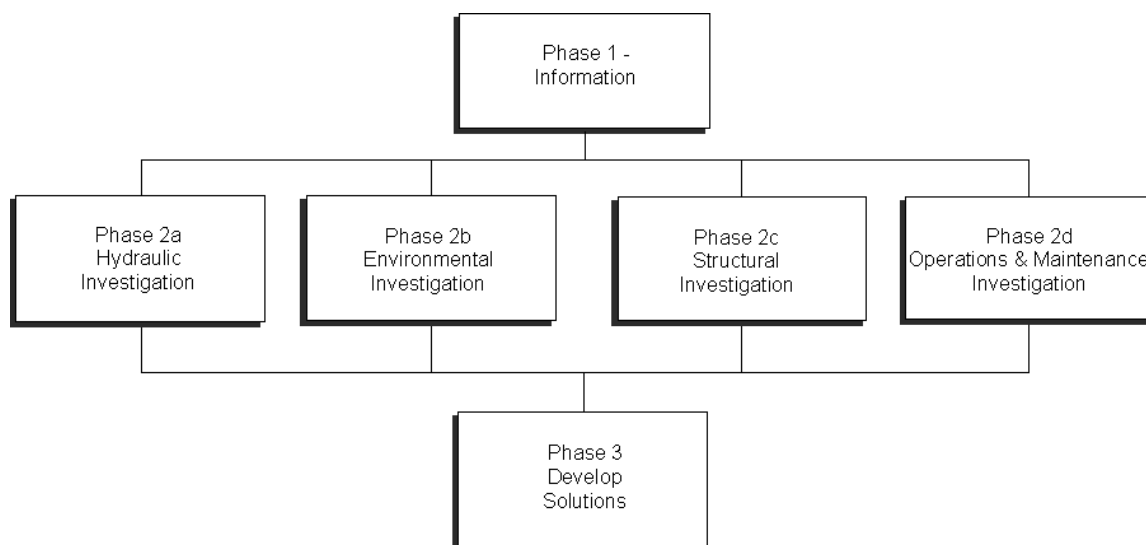 Phase 1 -
Information
Phase 2a
Hydraulic
Investigation
Phase 2b
Environmental
Investigation
Phase 2c
Structural
Investigation
Phase 2d
Operations & Maintenance
Investigation
Phase 3
Develop
Solutions